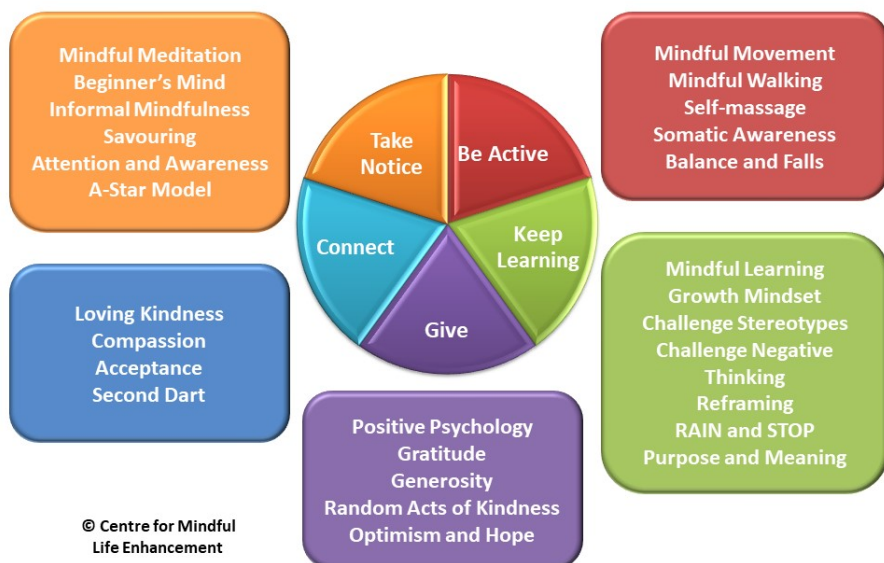 Mindful Meditation
Beginner's Mind
Informal Mindfulness
Savouring
Attention and Awareness
A-Star Model
Take
Notice
Be Active
Connect
Keep
Learning
Give
Mindful Movement
Mindful Walking
Self-massage
Somatic Awareness
Balance and Falls
Loving Kindness
Compassion
Acceptance
Second Dart
Mindful Learning
Growth Mindset
Challenge Stereotypes
Challenge Negative
Thinking
Reframing
RAIN and STOP
Purpose and Meaning
Positive Psychology
Gratitude
Generosity
Random Acts of Kindness
Optimism and Hope
© Centre for Mindful
Life Enhancement